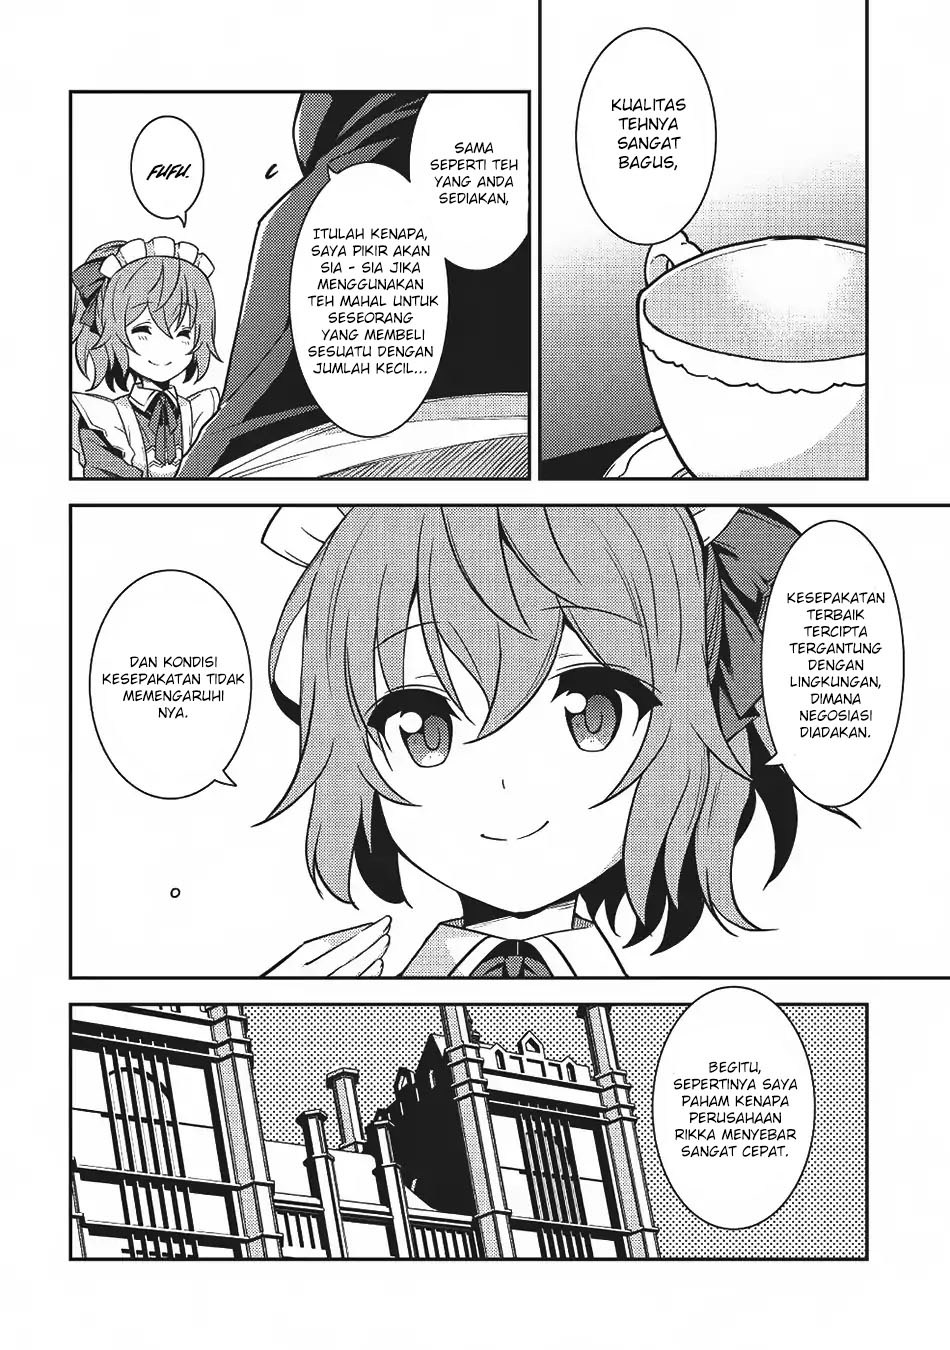 KUALITAS
TEHNYA
SANGAT
BAGUS,
SAMA
SEPERTI TEH
YANG ANDA
SEDIAKAN,
ITULAH KENAPA,
SAYA PIKIR AKAN
SIA - SIA JIKA
MENGGUNAKAN
TEH MAHAL UNTUK
SESEORANG
YANG MEMBELI
SESUATU DENGAN
JUMLAH KECIL...
FUFU.
KESEPAKATAN
TERBAIK
TERCIPTA
TERGANTUNG
DENGAN
LINGKUNGAN,
DIMANA
NEGOSIASI
DIADAKAN.
DAN KONDISI
KESEPAKATAN TIDAK
MEMENGARUHI
NYA.
BEGITU,
SEPERTINYA SAYA
PAHAM KENAPA
PERUSAHAAN
RIKKA MENYEBAR
SANGAT CEPAT.